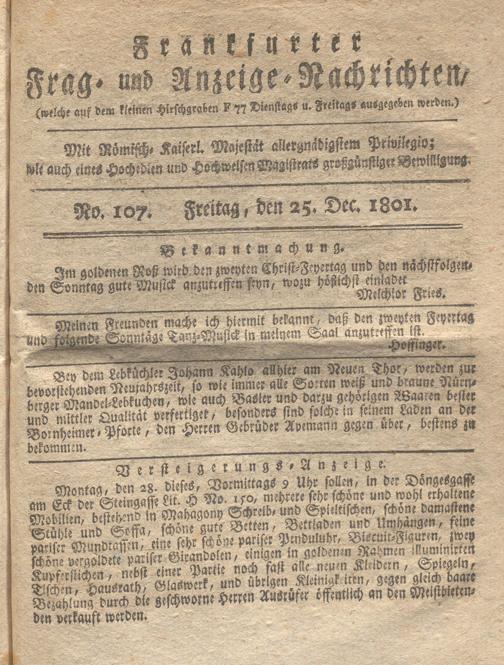 Frankfurter
Frag- und Anzeige-Nachrichten,
(welche auf dem kleinen Hirschgraben F 77 Dienstags u. Freitags ausgegeben werden.)
Mit Römisch- Kaiserl. Majestät allergnädigstem Privilegio;
wie auch eines Hochedlen und Hochweisen Magistrats großgünstiger Bewilligung.
No. 107. Freitag, den 25. Dec. 1801.
Bekanntmachung.
Im goldenen Roß wird den zweyten Christ-Feyertag und den nächstfolgen-
den Sonntag gute Musick anzutreffen seyn, wozu höflichst einladet
Melchior Fries.
Meinen Freunden mache ich hiermit bekannt, daß den zweyten Feyertag
und folgende Sonntäge Tanz-Musick in meinem Saal anzutreffen ist.
Hoffinger.
Bey dem Lebküchler Johann Kahlo allhier am Neuen Thor, werden zur
bevorstehenden Neujahrszeit, so wie immer alle Sorten weiß und braune Nürn-
berger Mandel-Lebkuchen, wie auch Basler und darzu gehörigen Waaren bester
und mittler Qualität verfertiget, besonders sind solche in seinem Laden an der
Bornheimer-Pforte, den Herren Gebrüder Avemann gegen über, bestens zu
bekommen.
Versteigerungs-Anzeige.
Montag, den 28. dieses, Vormittags 9 Uhr sollen, in der Döngesgasse
am Eck der Steingasse Lit. H No. 150, mehrere sehr schöne und wohl erhaltene
Mobilien, bestehend in Mahagony Schreib- und Spieltischen, schöne damastene
Stühle und Soffa, schöne gute Betten, Bettladen und Umhängen, feine
pariser Mundtassen, eine sehr schöne pariser Penduluhr, Biscuit-Figuren, zwey
schöne vergoldete pariser Girandolen, einigen in goldenen Rahmen illuminirten
Kupferstichen, nebst einer Partie noch fast alle neuen Kleidern, Spiegeln,
Tischen, Hausrath, Glaswerk, und übrigen Kleinigkeiten, gegen gleich baare
Bezahlung durch die geschworne Herren Ausrüfer öffentlich an den Meistbieten-
den verkauft werden.